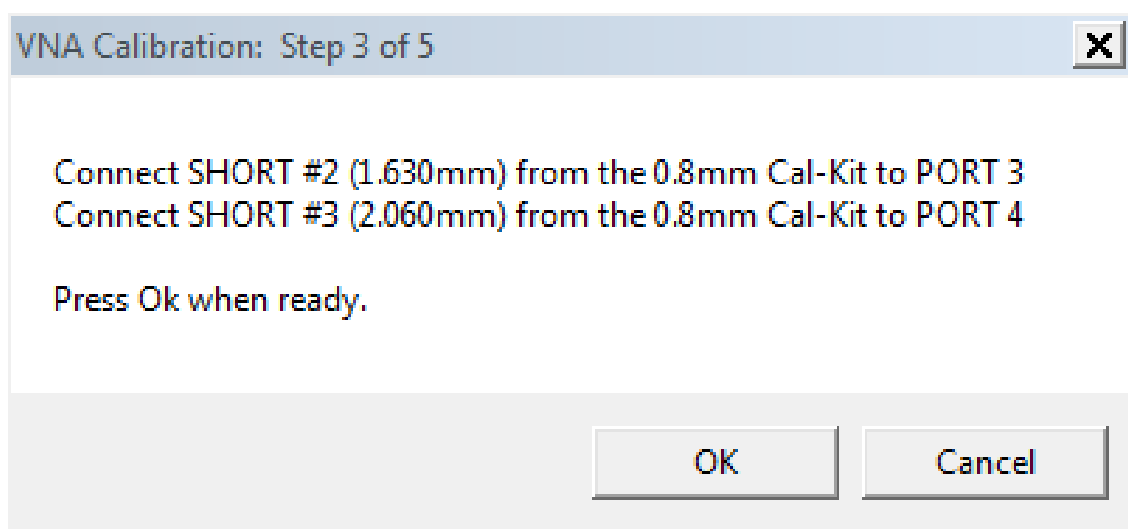 VNA Calibration: Step 3 of 5
Connect SHORT #2 (1.630mm) from the 0.8mm Cal-Kit to PORT 3
Connect SHORT #3 (2.060mm) from the 0.8mm Cal-Kit to PORT 4
Press Ok when ready.
OK
Cancel